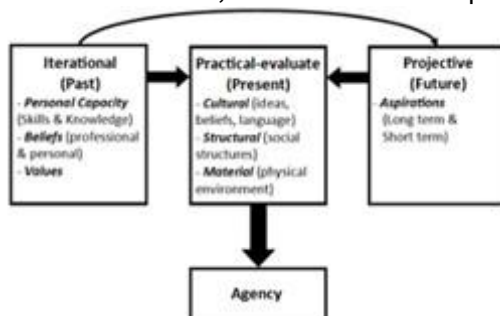 Iterational
(Past)
- Personal Capacity
(Skills & Knowledge)
- Beliefs (professional
& personal)
- Values
Practical-evaluate
(Present)
- Cultural (ideas,
beliefs, language)
- Structural (social
structures)
- Material (physical
environment)
Projective
(Future)
- Aspirations
(Long term &
Short term)
Agency